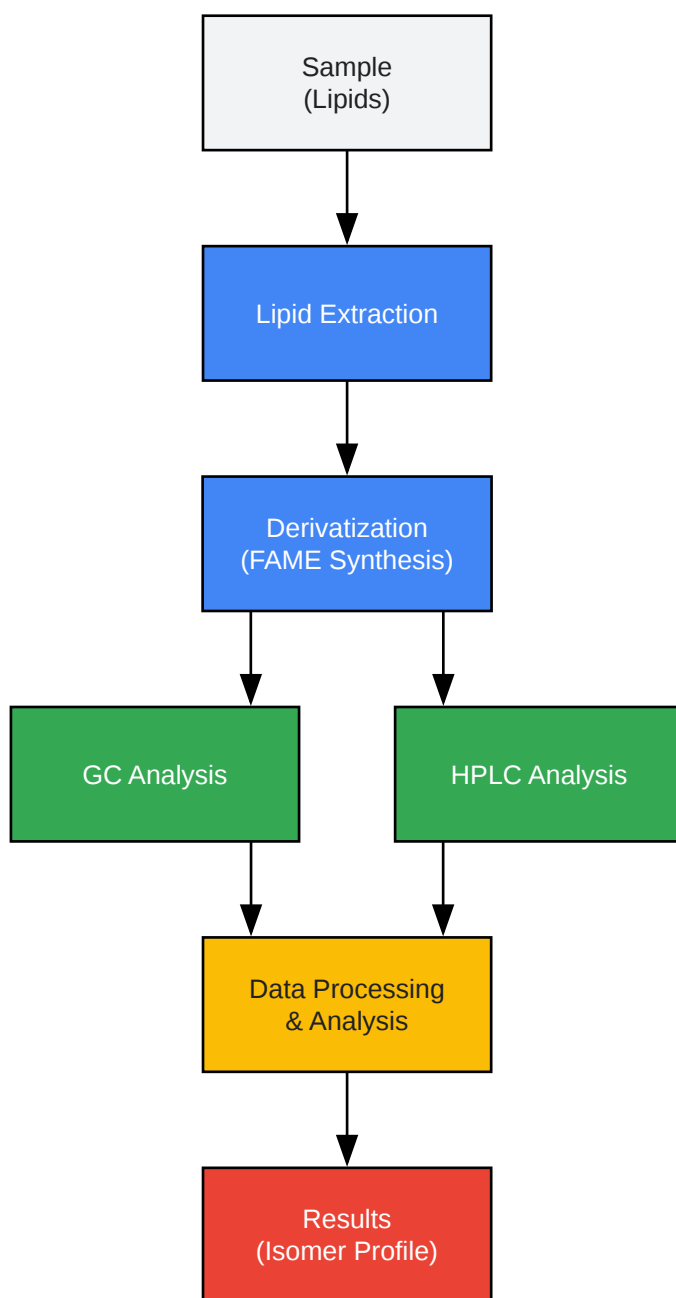 Sample
(Lipids)
Lipid Extraction
Derivatization
(FAME Synthesis)
GC Analysis
HPLC Analysis
Data Processing
& Analysis
Results
(Isomer Profile)